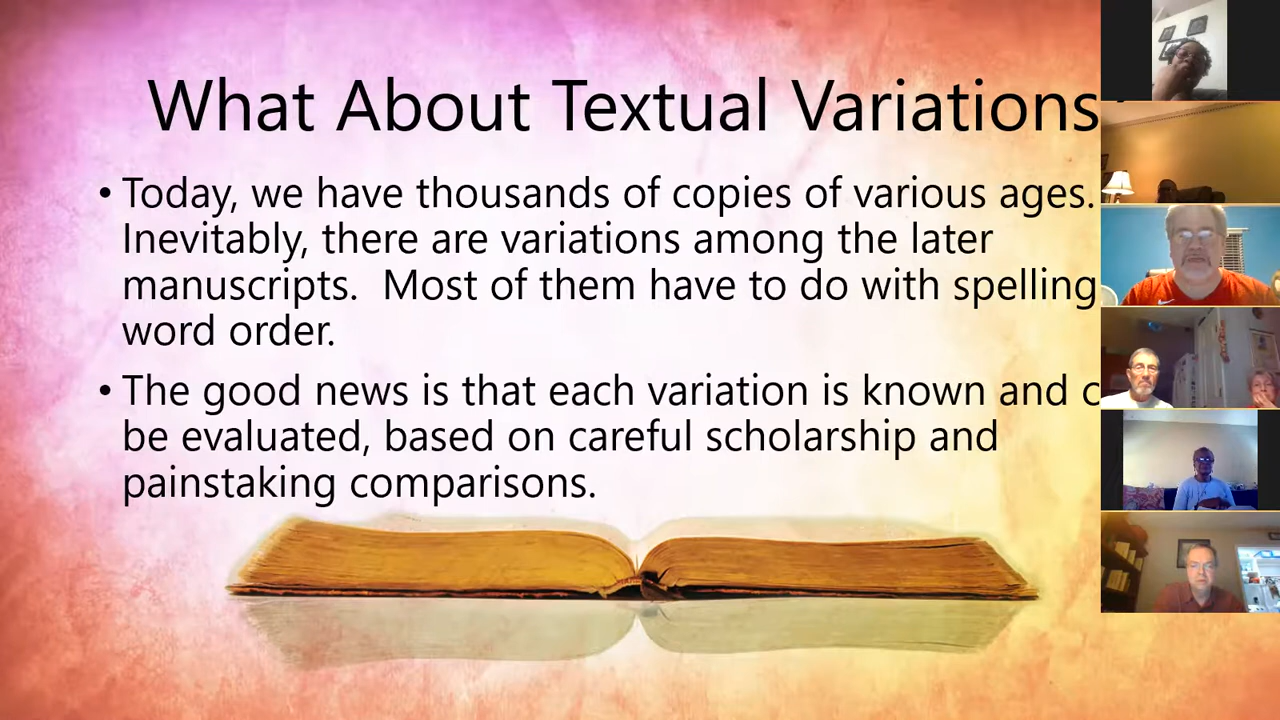 What About Textual Variations
• Today, we have thousands of copies of various ages.
Inevitably, there are variations among the later
manuscripts.  Most of them have to do with spelling
word order.
• The good news is that each variation is known and c
be evaluated, based on careful scholarship and
painstaking comparisons.